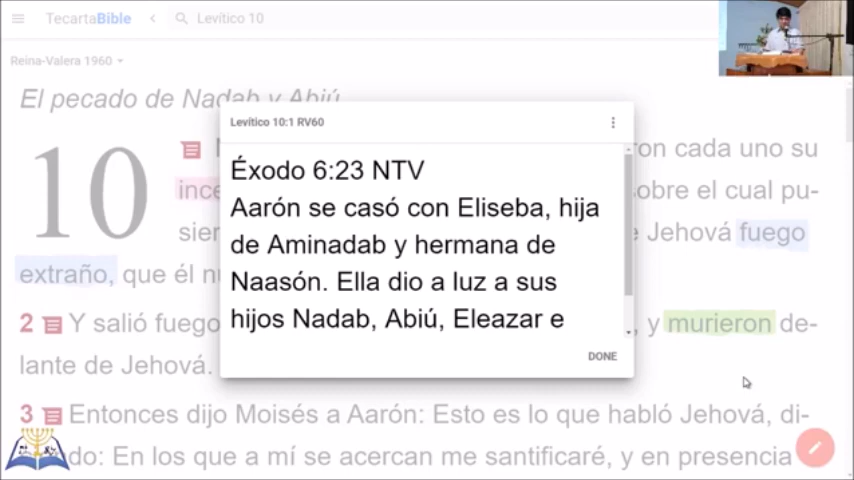 TecartaBible
Levítico 10
Reina-Valera 1960
El pecado de Nadab y Abiú
Levítico 10:1 RV60
10 ron cada uno su
Éxodo 6:23 NTV
ince obre el cual pu-
Aarón se casó con Eliseba, hija
sier Jehová fuego
de Aminadab y hermana de
extraño, que él
Naasón. Ella dio a luz a sus
2 Y salió fuego , y murieron de-
hijos Nadab, Abiú, Eleazar e
DONE
lante de Jehová.
3 Entonces dijo Moisés a Aarón: Esto es lo que habló Jehová, di-
do: En los que a mí se acercan me santificaré, y en presencia